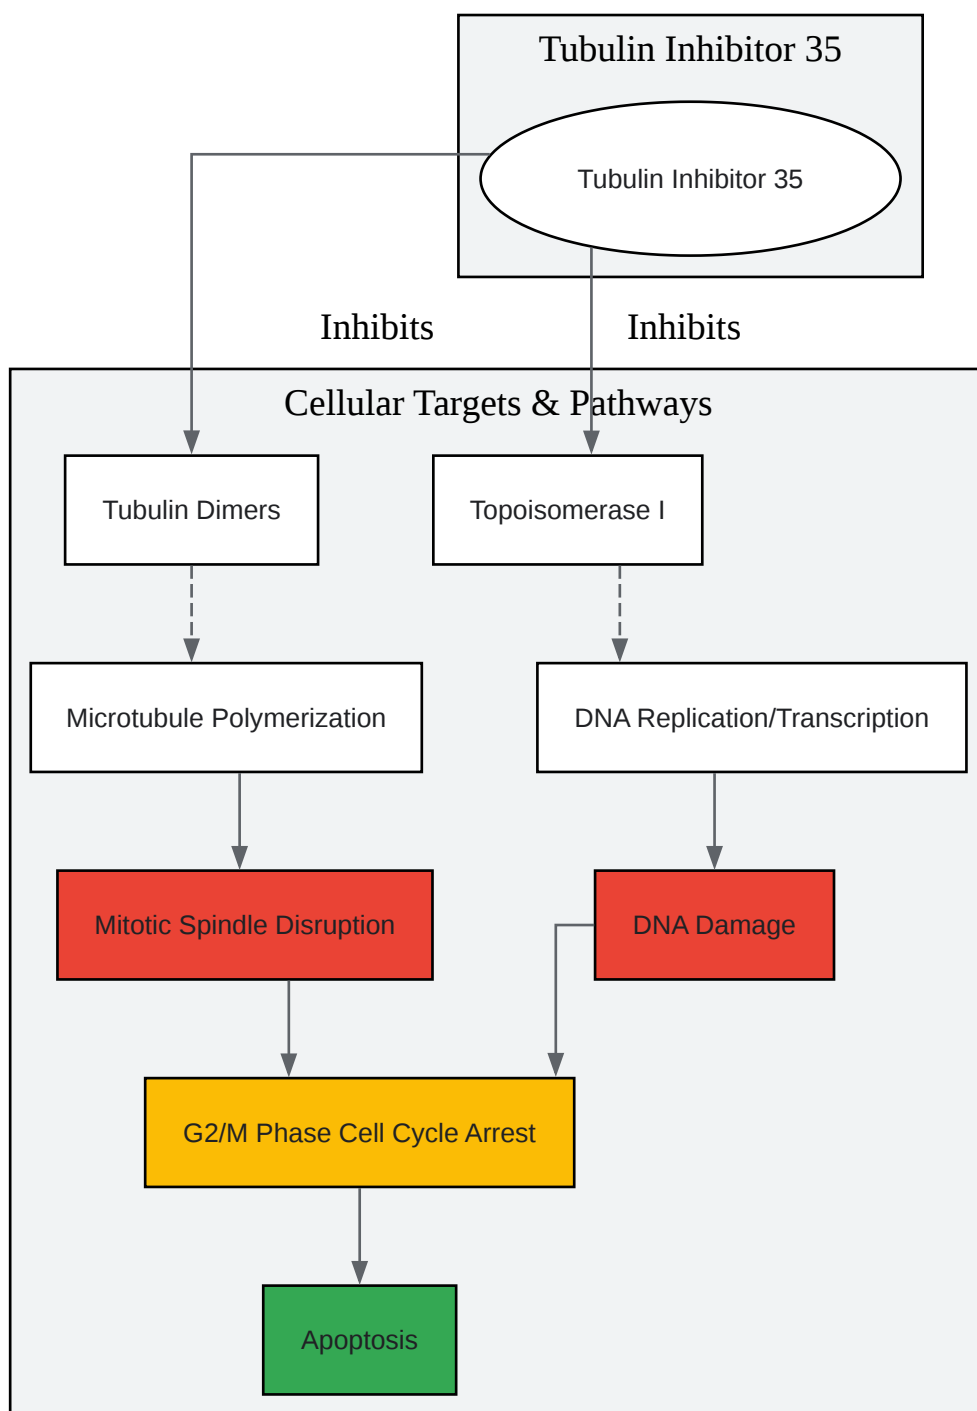 Tubulin Inhibitor 35
Tubulin Inhibitor 35
Inhibits
Inhibits
Cellular Targets & Pathways
Tubulin Dimers
Topoisomerase I
Microtubule Polymerization
DNA Replication/Transcription
Mitotic Spindle Disruption
DNA Damage
G2/M Phase Cell Cycle Arrest
Apoptosis